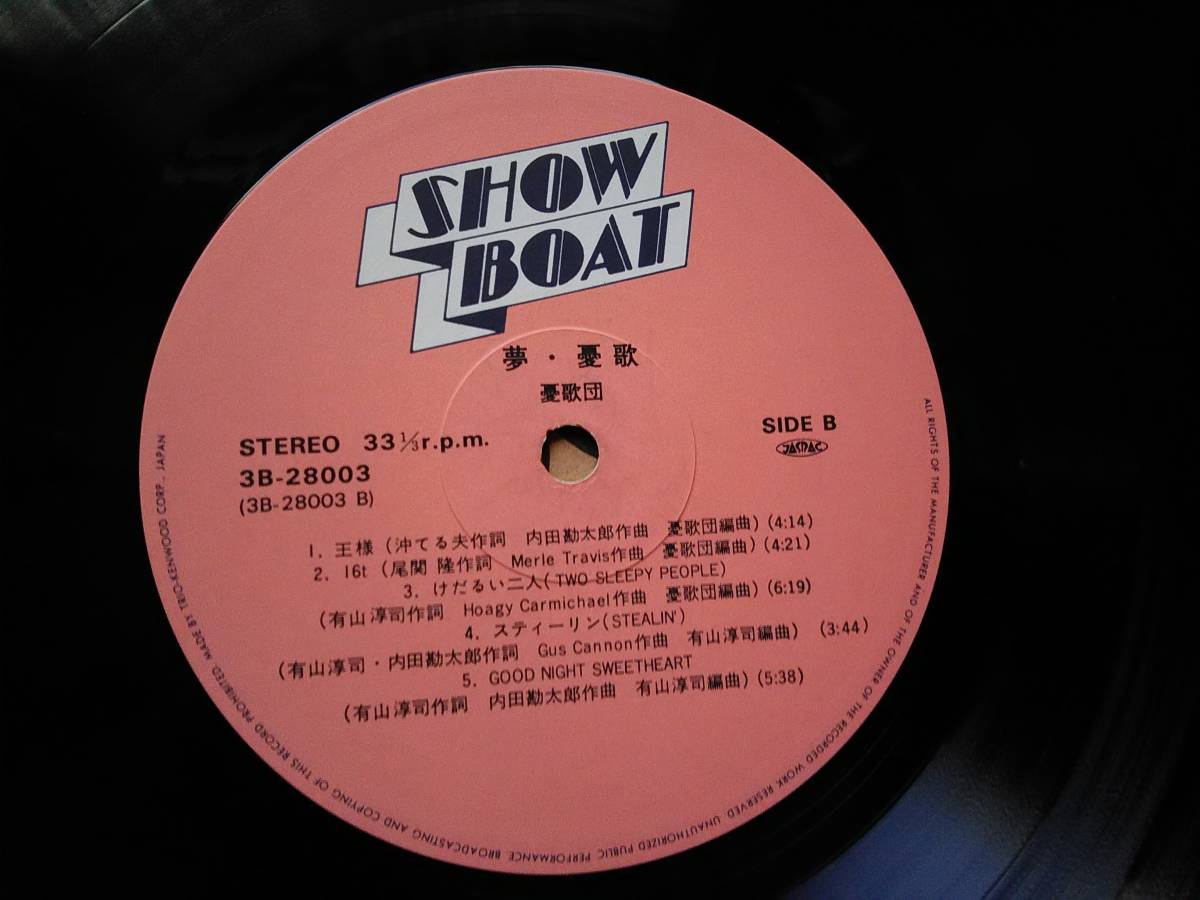 SHOW
BOAT
夢・憂歌
憂歌団
STEREO 33 1/3 r.p.m.
3B-28003
(3B-28003 B)
SIDE B
JASRAC
1. 王様 (沖てる夫作詞 内田勘太郎作曲 憂歌団編曲) (4:14)
2. 16t (尾関 隆作詞 Merle Travis作曲 憂歌団編曲) (4:21)
3. けだるい二人(TWO SLEEPY PEOPLE)
(有山淳司作詞 Hoagy Carmichael作曲 憂歌団編曲) (6:19)
4. スティーリン(STEALIN')
(有山淳司・内田勘太郎作詞 Gus Cannon作曲 有山淳司編曲) (3:44)
5. GOOD NIGHT SWEETHEART
(有山淳司作詞 内田勘太郎作曲 有山淳司編曲) (5:38)
ALL RIGHTS OF THE MANUFACTURER AND OF THE OWNER OF THE RECORDED WORK RESERVED. UNAUTHORIZED PUBLIC PERFORMANCE BROADCASTING AND COPYING OF THIS RECORD PROHIBITED. MADE BY TRIO-KENWOOD CORP., JAPAN